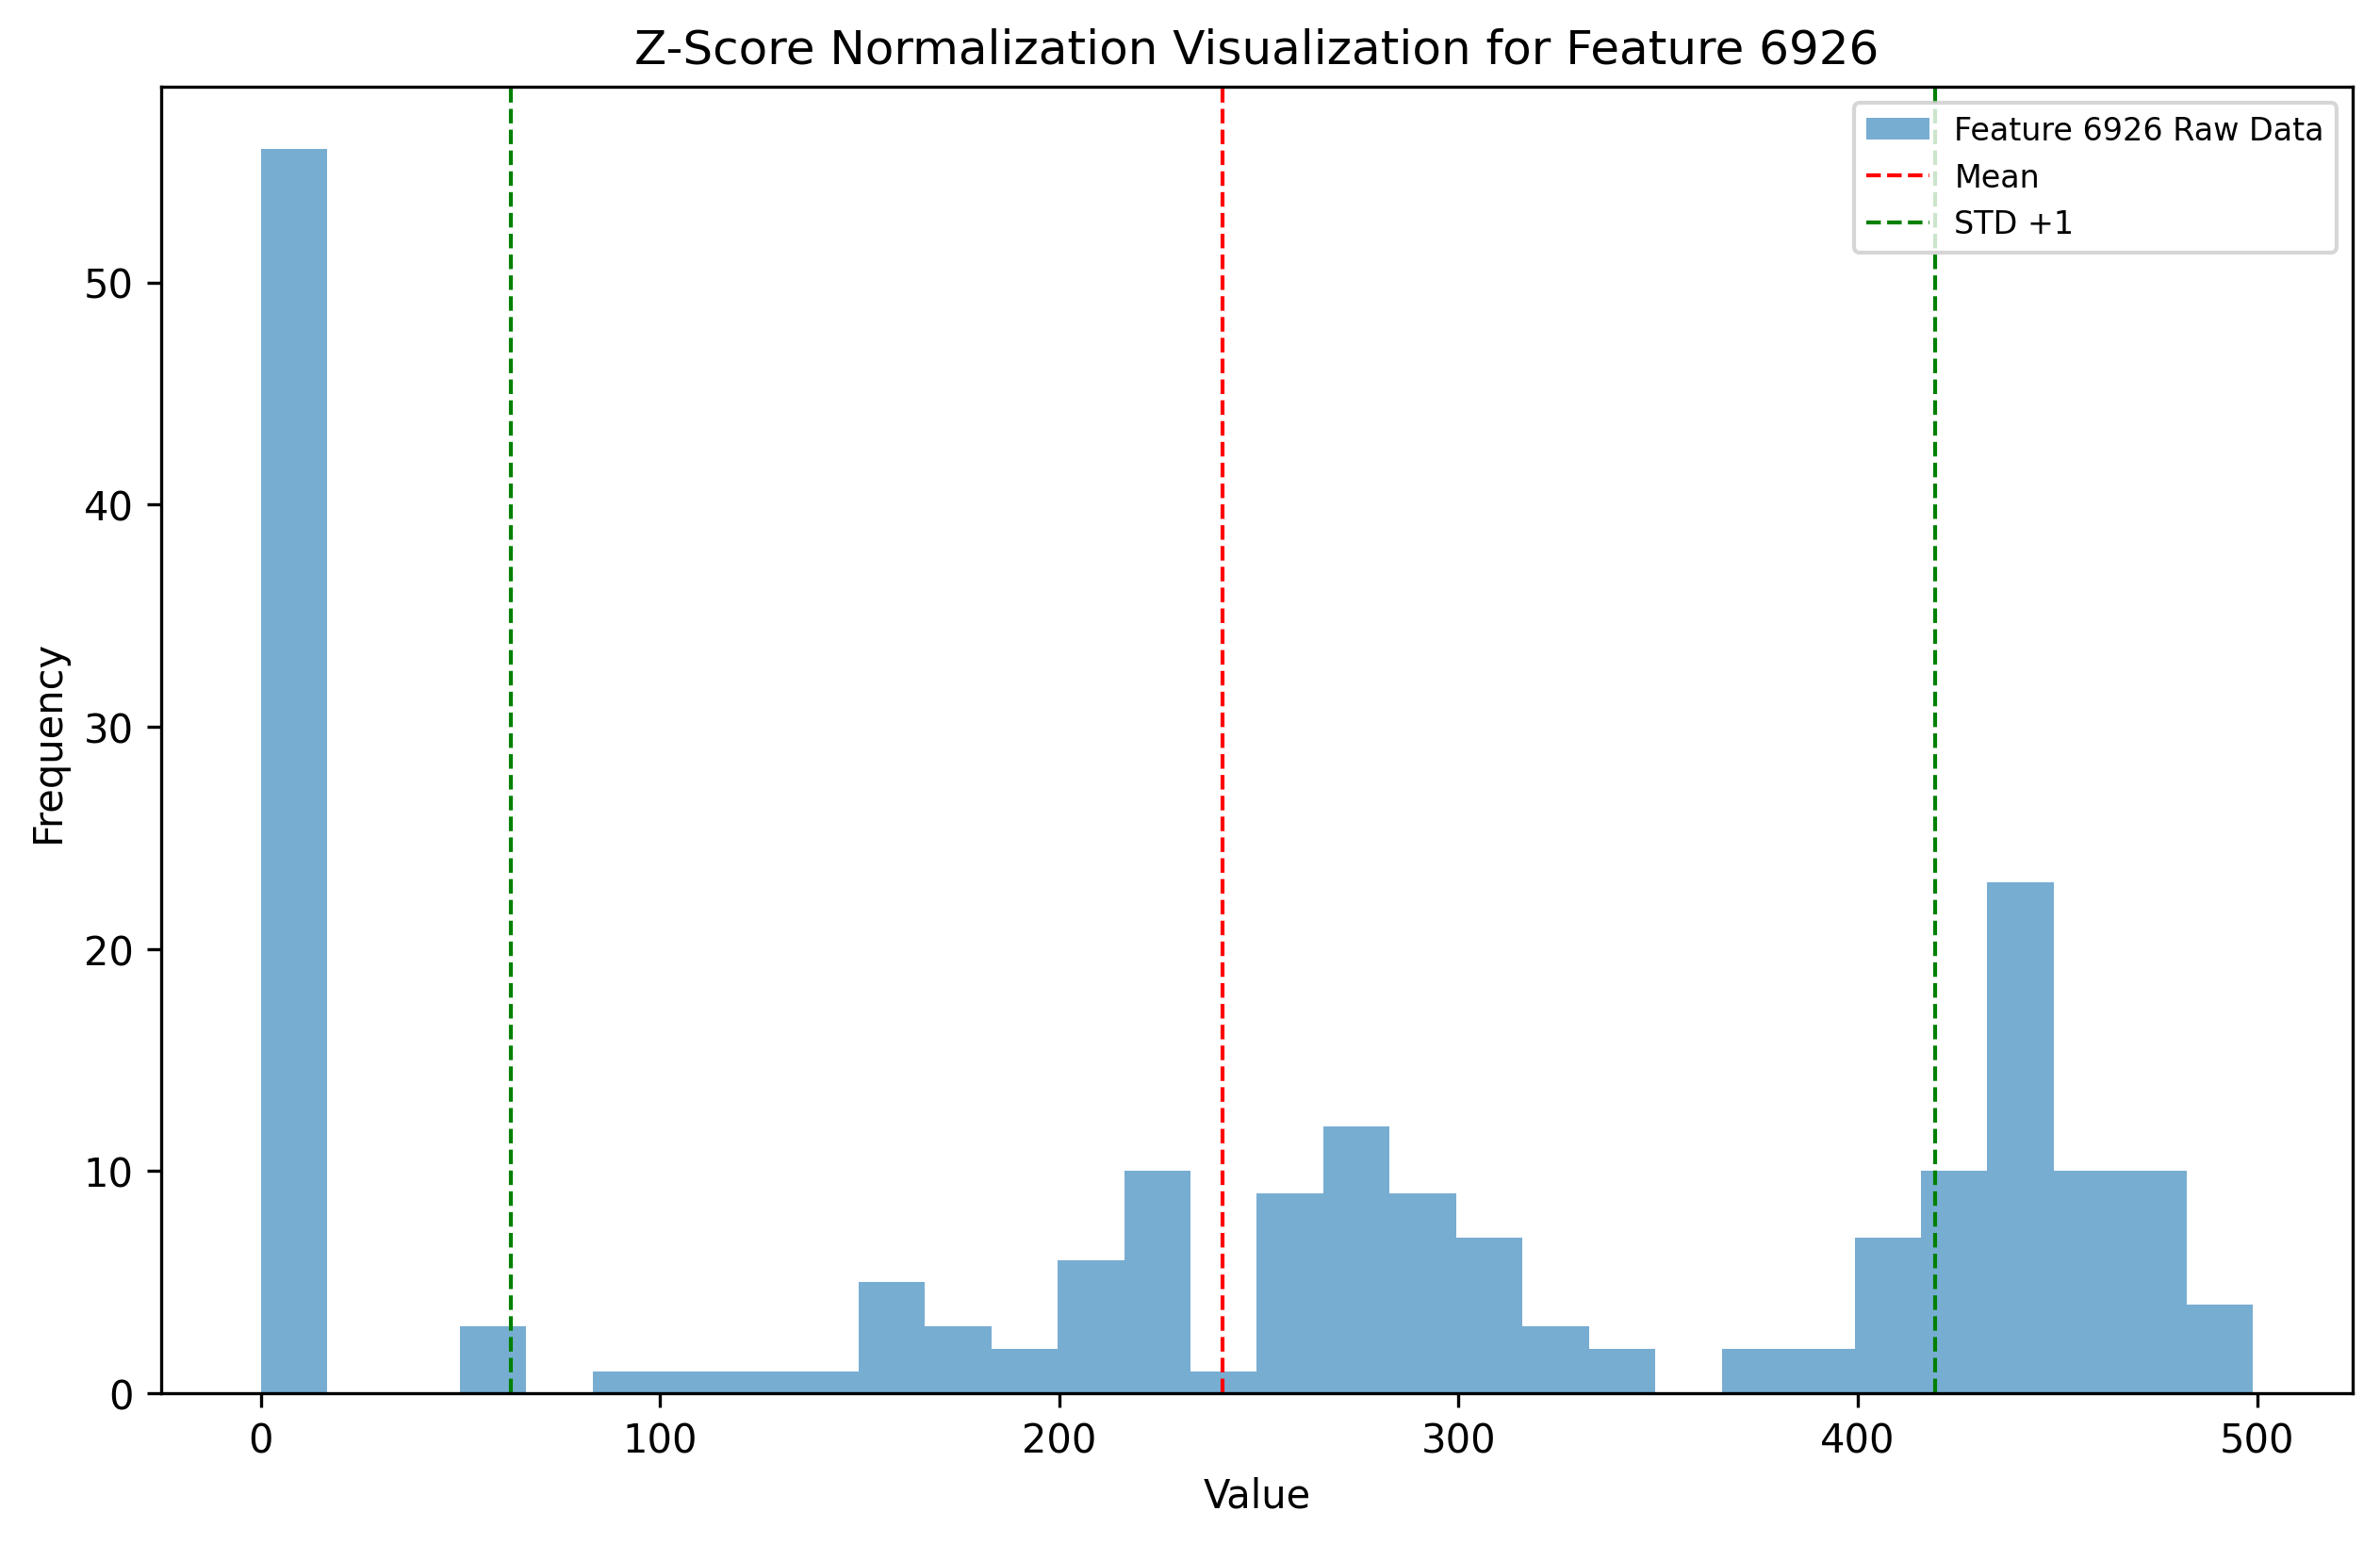 Z-Score Normalization Visualization for Feature 6926
Feature 6926 Raw Data
Mean
STD +1
Frequency
50
40
30
20
10
0
0 100 200 300 400 500
Value